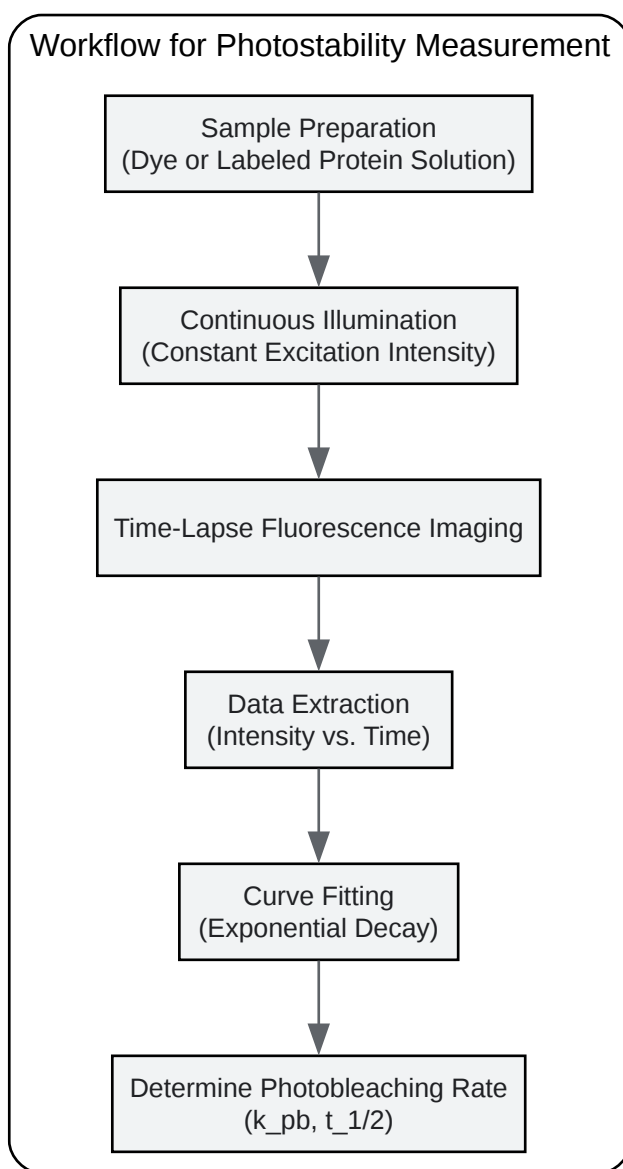 Workflow for Photostability Measurement
Sample Preparation
(Dye or Labeled Protein Solution)
Continuous Illumination
(Constant Excitation Intensity)
Time-Lapse Fluorescence Imaging
Data Extraction
(Intensity vs. Time)
Curve Fitting
(Exponential Decay)
Determine Photobleaching Rate
(k_pb, t_1/2)